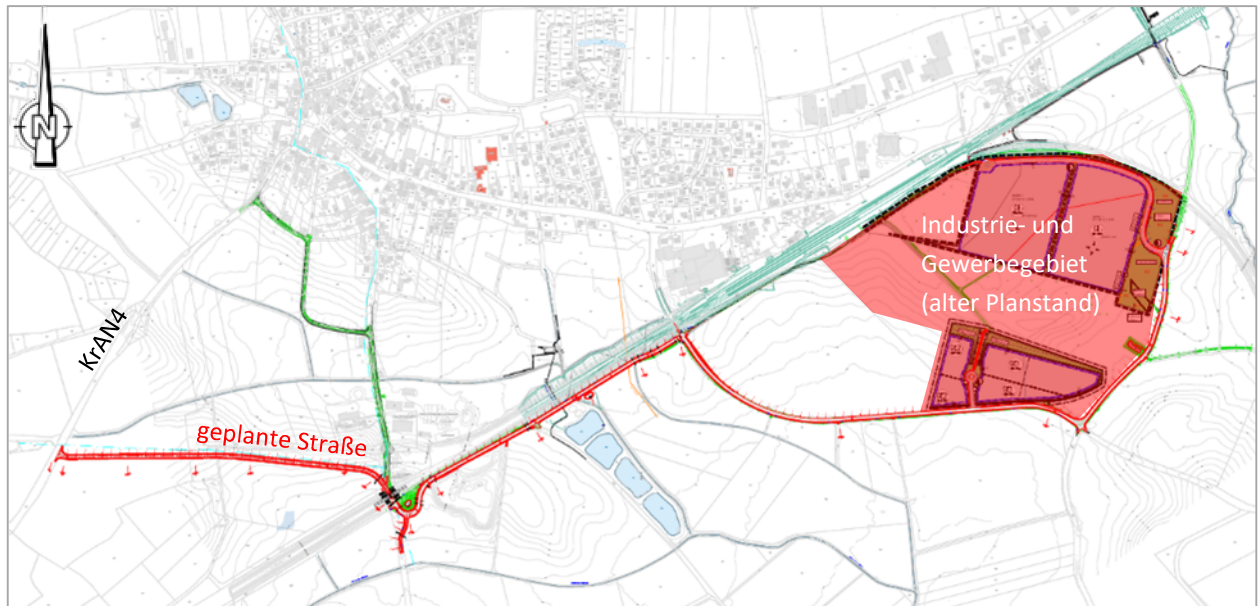 N
Industrie- und
Gewerbegebiet
(alter Planstand)
KrAN4
geplante Straße